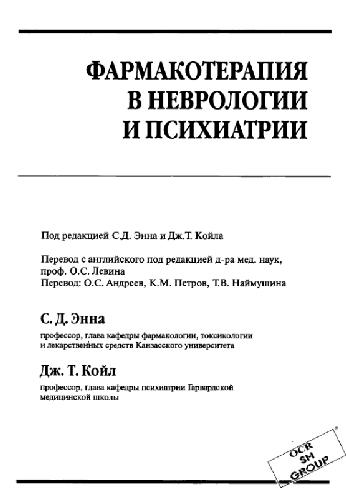 ФАРМАКОТЕРАПИЯ
В НЕВРОЛОГИИ
И ПСИХИАТРИИ
Под редакцией С.Д. Энна и Дж.Т. Койла
Перевод с английского под редакцией д-ра мед. наук,
проф. О.С. Левина
Перевод: О.С. Андреев, К.М. Петров, Т.В. Наймушина
С. Д. Энна
профессор, глава кафедры фармакологии, токсикологии
и лекарственных средств Канзасского университета
Дж. Т. Койл
профессор, глава кафедры психиатрии Гарвардской
медицинской школы
OCR
SH
GROUP